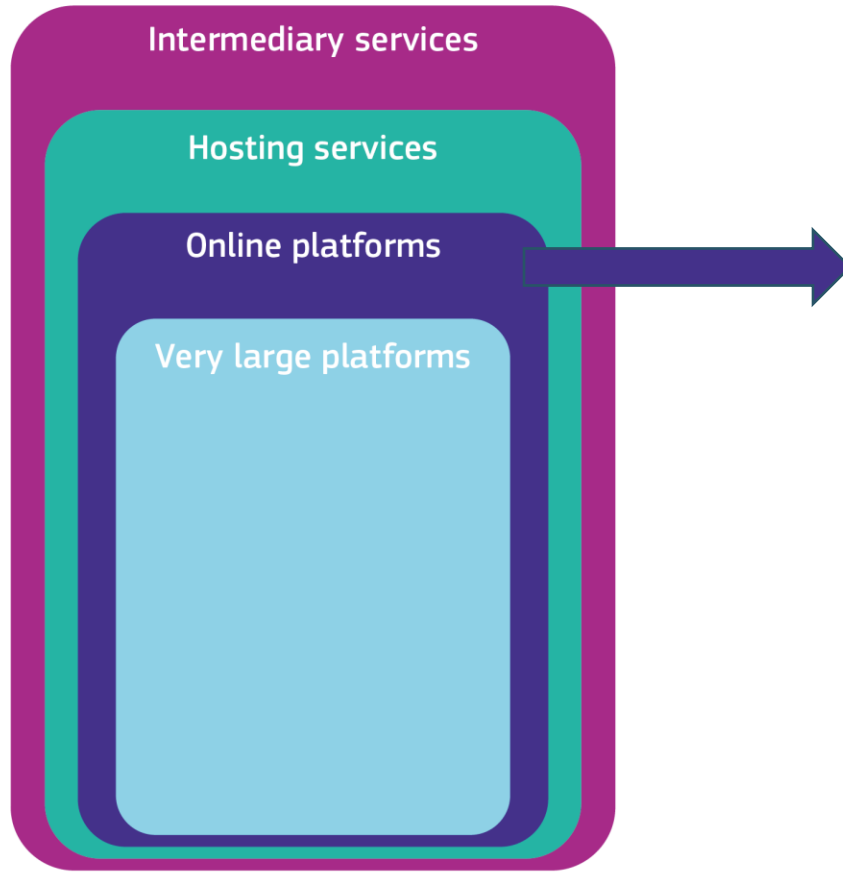 Intermediary services
Hosting services
Online platforms
Very large platforms